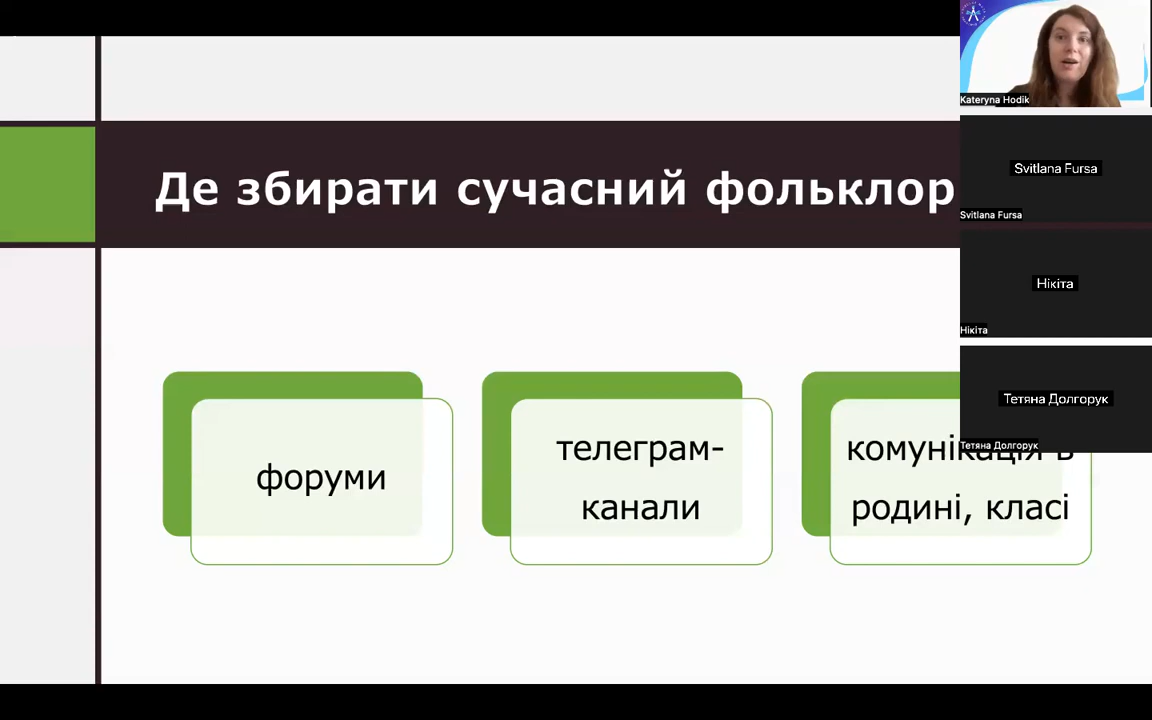 Де збирати сучасний фольклор
форуми
телеграм-
канали
комунікація в
родині, класі
Kateryna Hodik
Svitlana Fursa
Svitlana Fursa
Нікіта
Нікіта
Тетяна Долгорук
Тетяна Долгорук